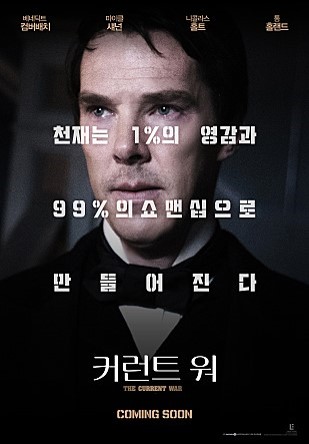 베네딕트 마이클 니콜라스 톰
컴버배치 섀넌 홀트 홀랜드
천재는 1%의 영감과
99%의 쇼맨십으로
만들어진다
커런트 워
THE CURRENT WAR
COMING SOON